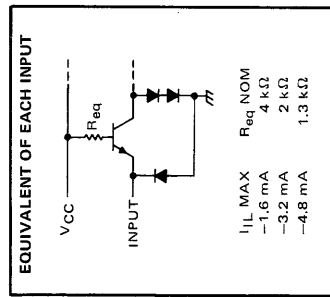 EQUIVALENT OF EACH INPUT
VCC
Req
INPUT
IIL MAX Req NOM
−1.6 mA 4 kΩ
−3.2 mA 2 kΩ
−4.8 mA 1.3 kΩ